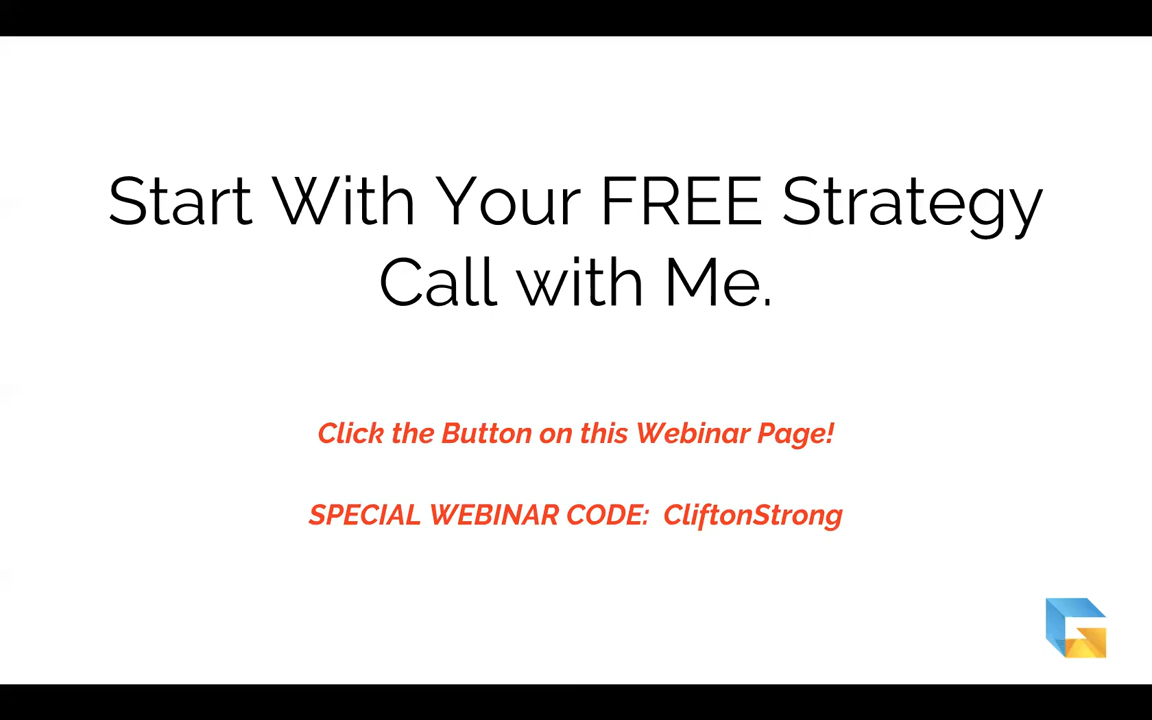 Start With Your FREE Strategy
Call with Me.
Click the Button on this Webinar Page!
SPECIAL WEBINAR CODE:  CliftonStrong